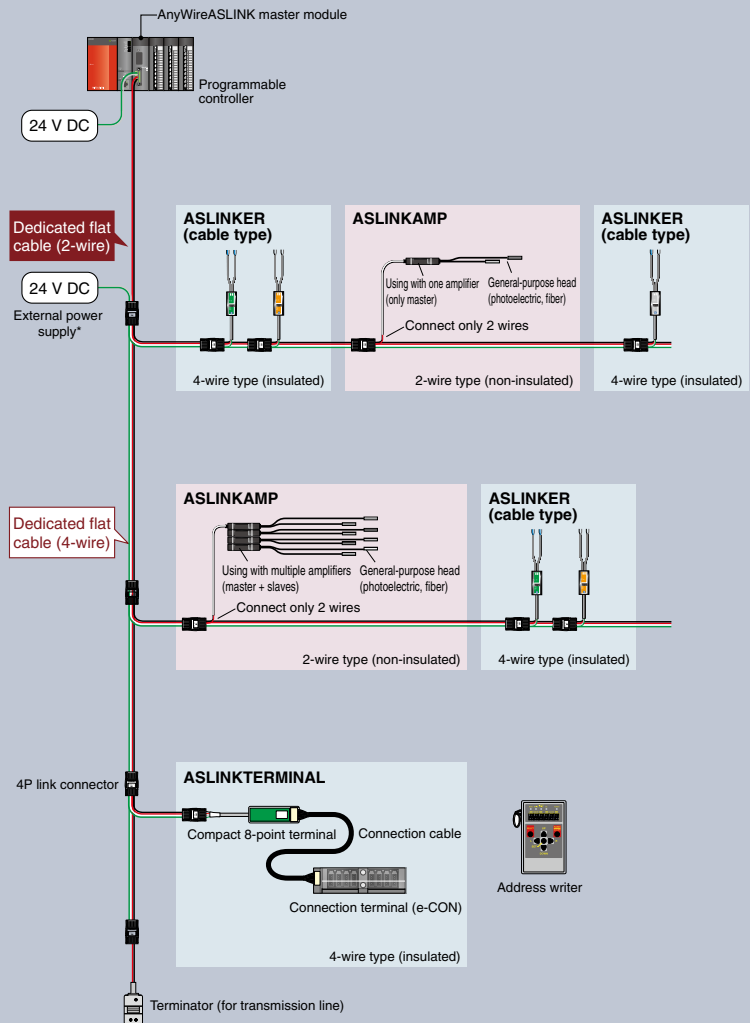 AnyWireASLINK master module
Programmable
controller
24 V DC
Dedicated flat
cable (2-wire)
24 V DC
External power
supply*
ASLINKER
(cable type)
4-wire type (insulated)
ASLINKAMP
Using with one amplifier
(only master)
General-purpose head
(photoelectric, fiber)
Connect only 2 wires
2-wire type (non-insulated)
ASLINKER
(cable type)
4-wire type (insulated)
Dedicated flat
cable (4-wire)
ASLINKAMP
Using with multiple amplifiers
(master + slaves)
General-purpose head
(photoelectric, fiber)
Connect only 2 wires
2-wire type (non-insulated)
ASLINKER
(cable type)
4-wire type (insulated)
4P link connector
ASLINKTERMINAL
Compact 8-point terminal
Connection cable
Connection terminal (e-CON)
4-wire type (insulated)
Address writer
Terminator (for transmission line)